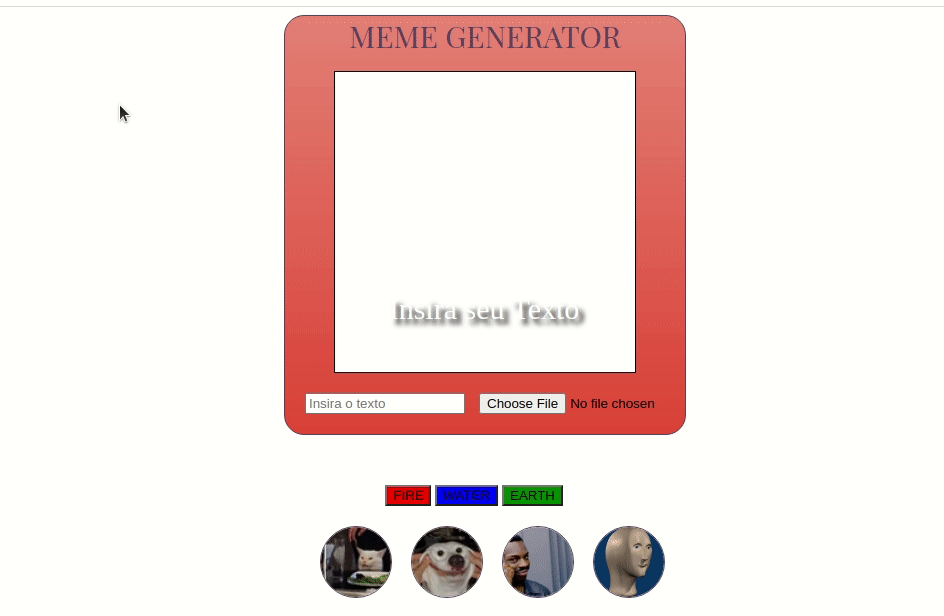 MEME GENERATOR
Insira seu Texto
Insira o texto Choose File No file chosen
FIRE WATER EARTH